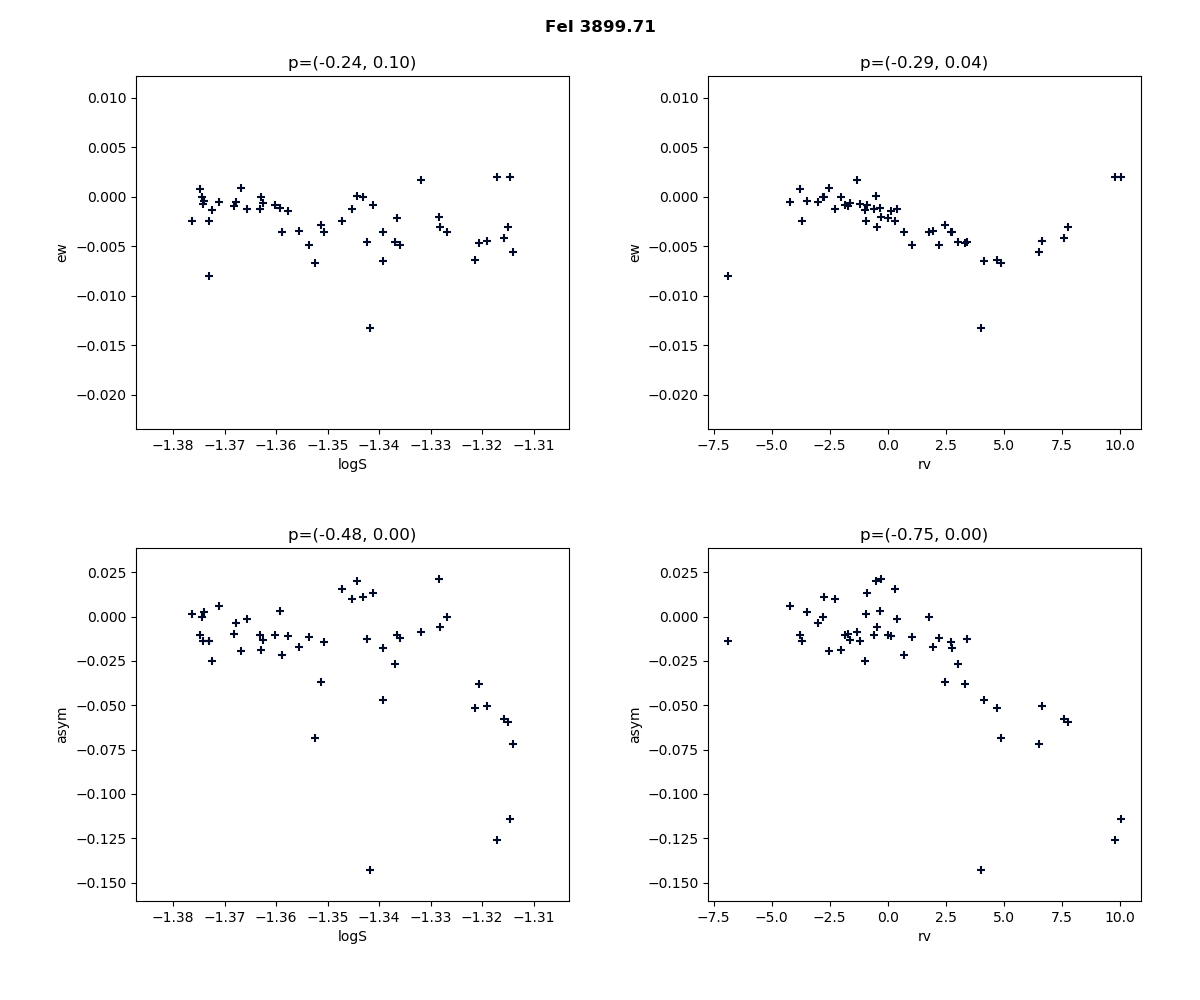 FeI 3899.71
p=(-0.24, 0.10)
0.010
0.005
0.000
−0.005
−0.010
−0.015
−0.020
ew
−1.38 −1.37 −1.36 −1.35 −1.34 −1.33 −1.32 −1.31
logS
p=(-0.29, 0.04)
0.010
0.005
0.000
−0.005
−0.010
−0.015
−0.020
ew
−7.5 −5.0 −2.5 0.0 2.5 5.0 7.5 10.0
rv
p=(-0.48, 0.00)
0.025
0.000
−0.025
−0.050
−0.075
−0.100
−0.125
−0.150
asym
−1.38 −1.37 −1.36 −1.35 −1.34 −1.33 −1.32 −1.31
logS
p=(-0.75, 0.00)
0.025
0.000
−0.025
−0.050
−0.075
−0.100
−0.125
−0.150
asym
−7.5 −5.0 −2.5 0.0 2.5 5.0 7.5 10.0
rv